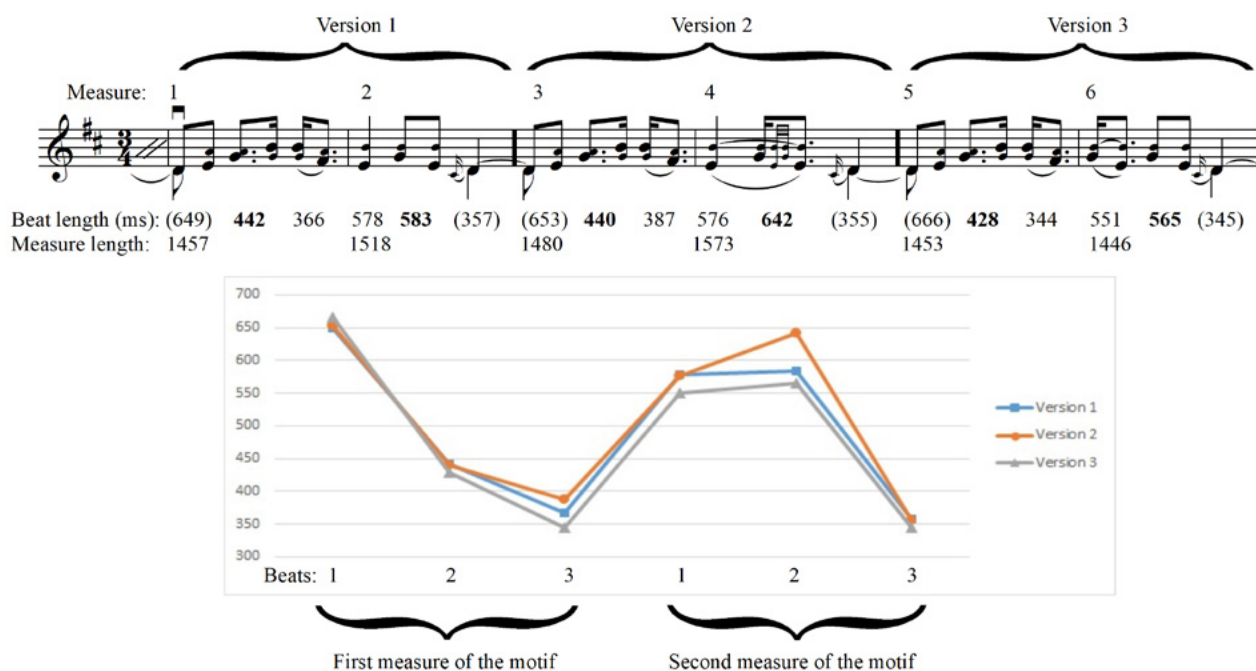 Version 1 Version 2 Version 3
Measure: 1 2 3 4 5 6
3
4
Beat length (ms): (649) 442 366 578 583 (357) (653) 440 387 576 642 (355) (666) 428 344 551 565 (345)
Measure length: 1457 1518 1480 1573 1453 1446
700
650
600
550
500
450
400
350
300
Version 1
Version 2
Version 3
Beats: 1 2 3 1 2 3
First measure of the motif Second measure of the motif